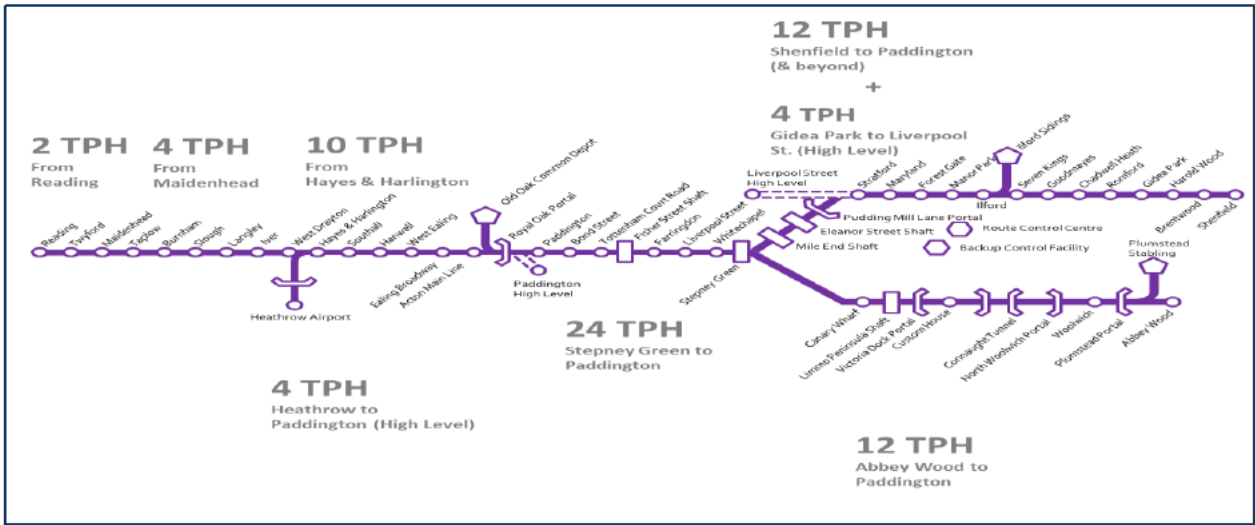 12 TPH
Shenfield to Paddington
(& beyond)
+
4 TPH
Gidea Park to Liverpool
St. (High Level)
2 TPH
From
Reading
4 TPH
From
Maidenhead
10 TPH
From
Hayes & Harlington
Reading
Twyford
Maidenhead
Taplow
Burnham
Slough
Langley
Iver
West Drayton
Hayes & Harlington
Southall
Hanwell
West Ealing
Ealing Broadway
Acton Main Line
Old Oak Common Depot
Royal Oak Portal
Paddington
Bond Street
Tottenham Court Road
Fisher Street Shaft
Farringdon
Liverpool Street
Whitechapel
Stepney Green
Heathrow Airport
Paddington
High Level
Liverpool Street
High Level
Stratford
Maryland
Forest Gate
Manor Park
Ilford
Ilford Sidings
Seven Kings
Goodmayes
Chadwell Heath
Romford
Gidea Park
Harold Wood
Brentwood
Shenfield
Pudding Mill Lane Portal
Eleanor Street Shaft
Mile End Shaft
Route Control Centre
Backup Control Facility
Plumstead
Stabling
Canary Wharf
Limmo Peninsula Shaft
Victoria Dock Portal
Custom House
Connaught Tunnel
North Woolwich Portal
Woolwich
Plumstead Portal
Abbey Wood
24 TPH
Stepney Green to
Paddington
4 TPH
Heathrow to
Paddington (High Level)
12 TPH
Abbey Wood to
Paddington